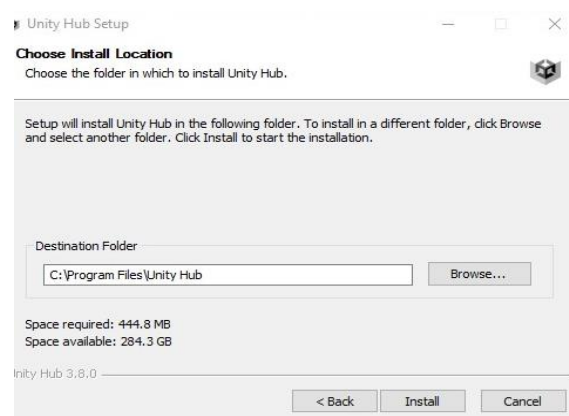 Unity Hub Setup
Choose Install Location
Choose the folder in which to install Unity Hub.
Setup will install Unity Hub in the following folder. To install in a different folder, click Browse
and select another folder. Click Install to start the installation.
Destination Folder
C:\Program Files\Unity Hub
Browse...
Space required: 444.8 MB
Space available: 284.3 GB
Unity Hub 3.8.0
< Back Install Cancel